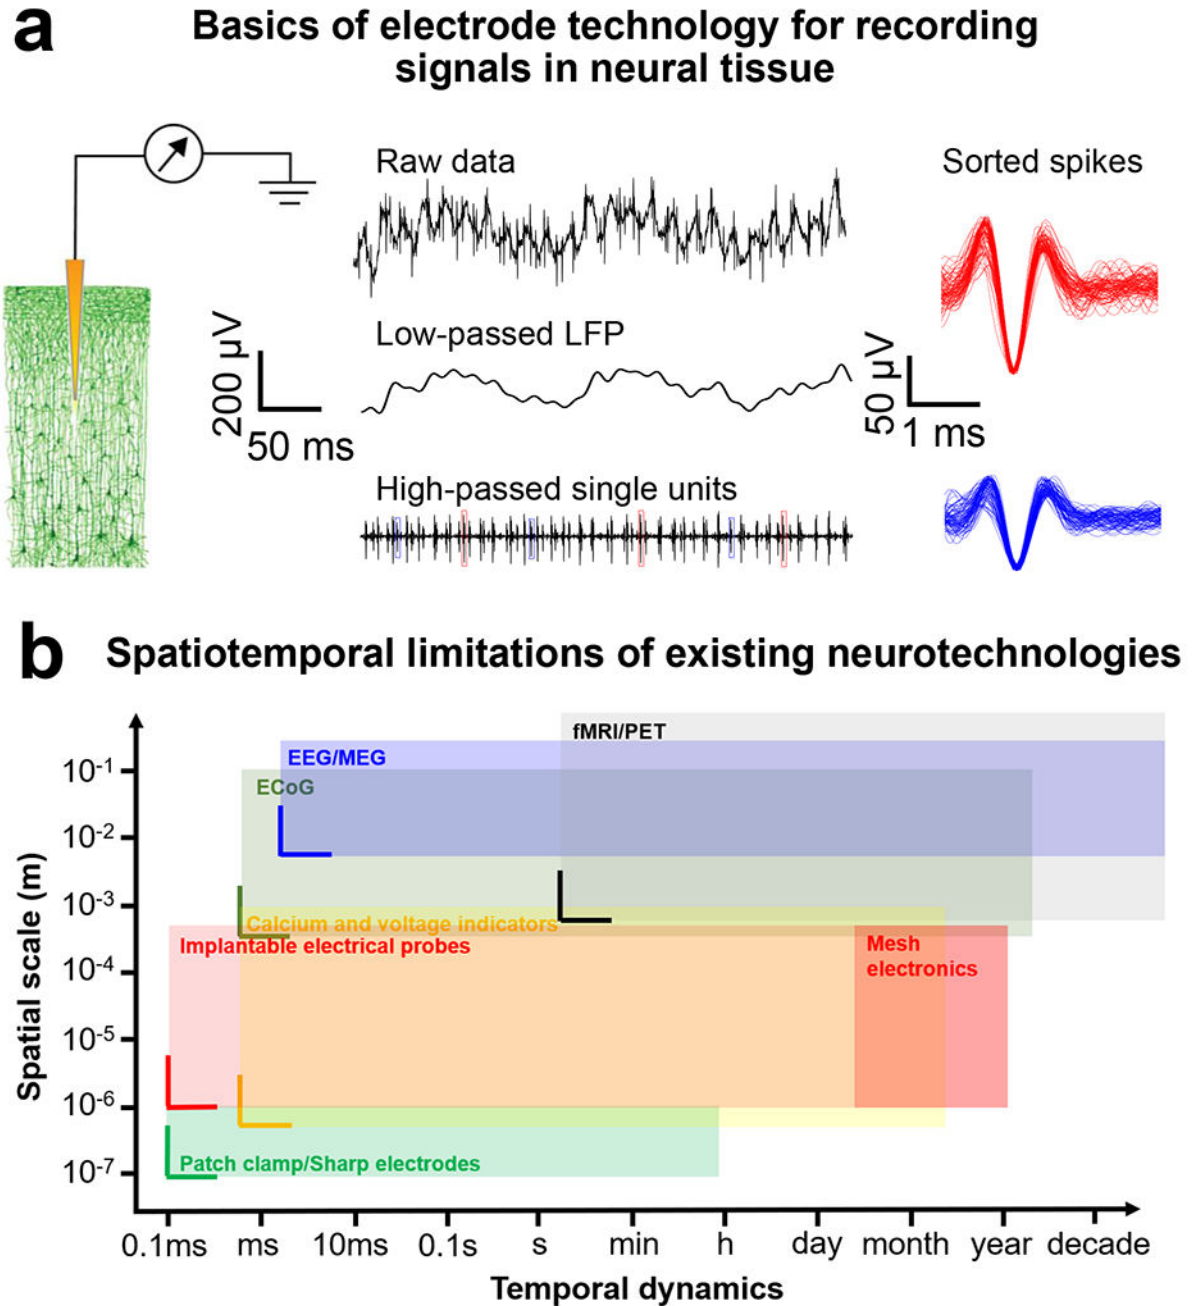 a
Basics of electrode technology for recording
signals in neural tissue
Raw data
Sorted spikes
Low-passed LFP
200 µV
50 ms
50 µV
1 ms
High-passed single units
b
Spatiotemporal limitations of existing neurotechnologies
fMRI/PET
EEG/MEG
ECoG
Calcium and voltage indicators
Implantable electrical probes
Mesh
electronics
Patch clamp/Sharp electrodes
Spatial scale (m)
10⁻¹
10⁻²
10⁻³
10⁻⁴
10⁻⁵
10⁻⁶
10⁻⁷
0.1ms ms 10ms 0.1s s min h day month year decade
Temporal dynamics